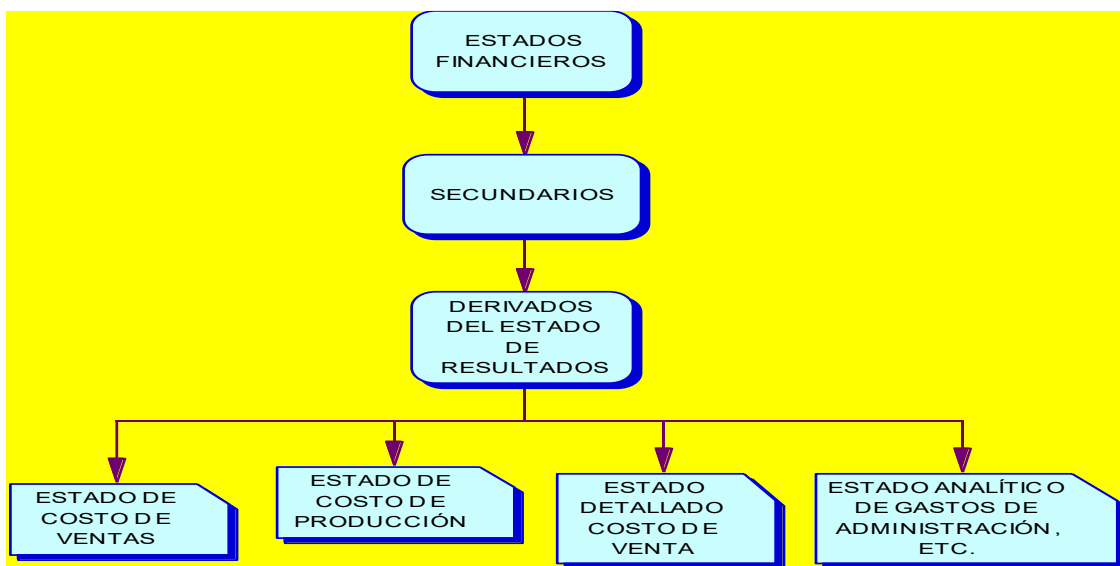 ESTADOS
FINANCIEROS
SECUNDARIOS
DERIVADOS
DEL ESTADO
DE
RESULTADOS
ESTADO DE
COSTO DE
VENTAS
ESTADO DE
COSTO DE
PRODUCCIÓN
ESTADO
DETALLADO
COSTO DE
VENTA
ESTADO ANALÍTICO
DE GASTOS DE
ADMINISTRACIÓN,
ETC.